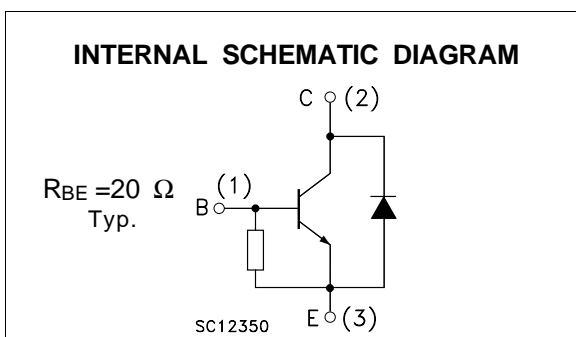 INTERNAL SCHEMATIC DIAGRAM
C (2)
RBE =20 Ω
Typ.
(1)
B
SC12350
E (3)